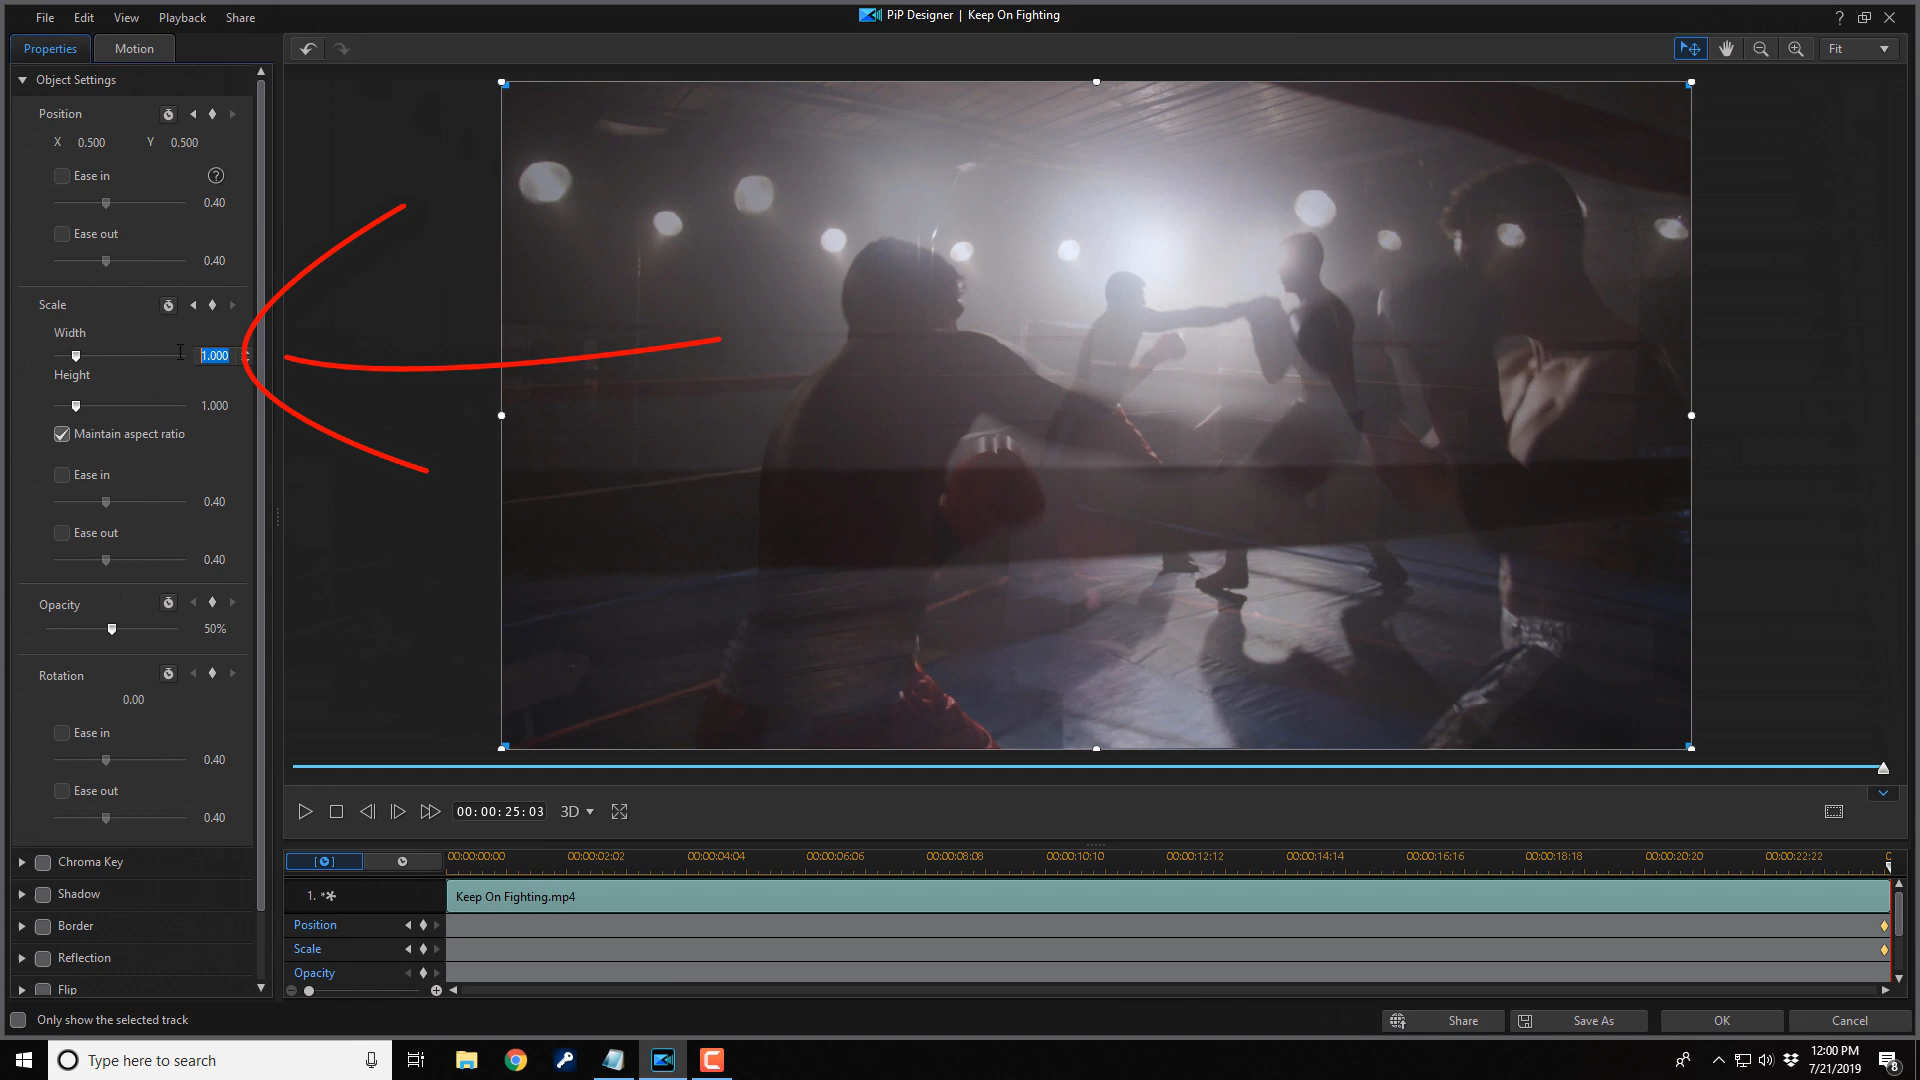 File Edit View Playback Share
PiP Designer | Keep On Fighting
?
Properties Motion
Fit
Object Settings
Position
X 0.500 Y 0.500
Ease in ?
0.40
Ease out
0.40
Scale
Width
1.000
Height
1.000
Maintain aspect ratio
Ease in
0.40
Ease out
0.40
Opacity
50%
Rotation
0.00
Ease in
0.40
Ease out
0.40
Chroma Key
Shadow
Border
Reflection
Flip
00:00:25:03 3D
00:00:00:00 00:00:02:02 00:00:04:04 00:00:06:06 00:00:08:08 00:00:10:10 00:00:12:12 00:00:14:14 00:00:16:16 00:00:18:18 00:00:20:20 00:00:22:22
1. Keep On Fighting.mp4
Position
Scale
Opacity
Only show the selected track
Share Save As OK Cancel
Type here to search
12:00 PM
7/21/2019
8